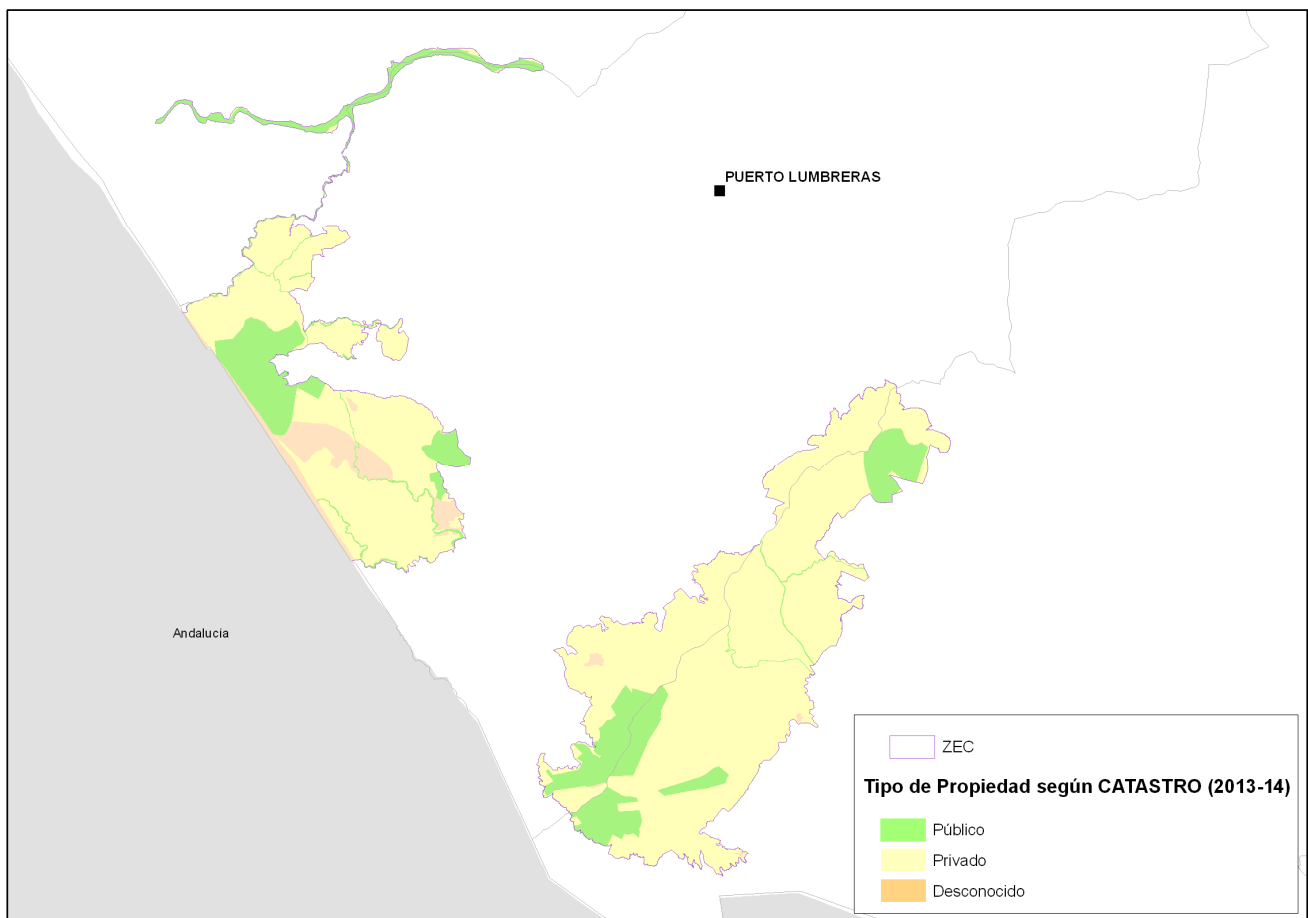 PUERTO LUMBRERAS
Andalucía
ZEC
Tipo de Propiedad según CATASTRO (2013-14)
Público
Privado
Desconocido